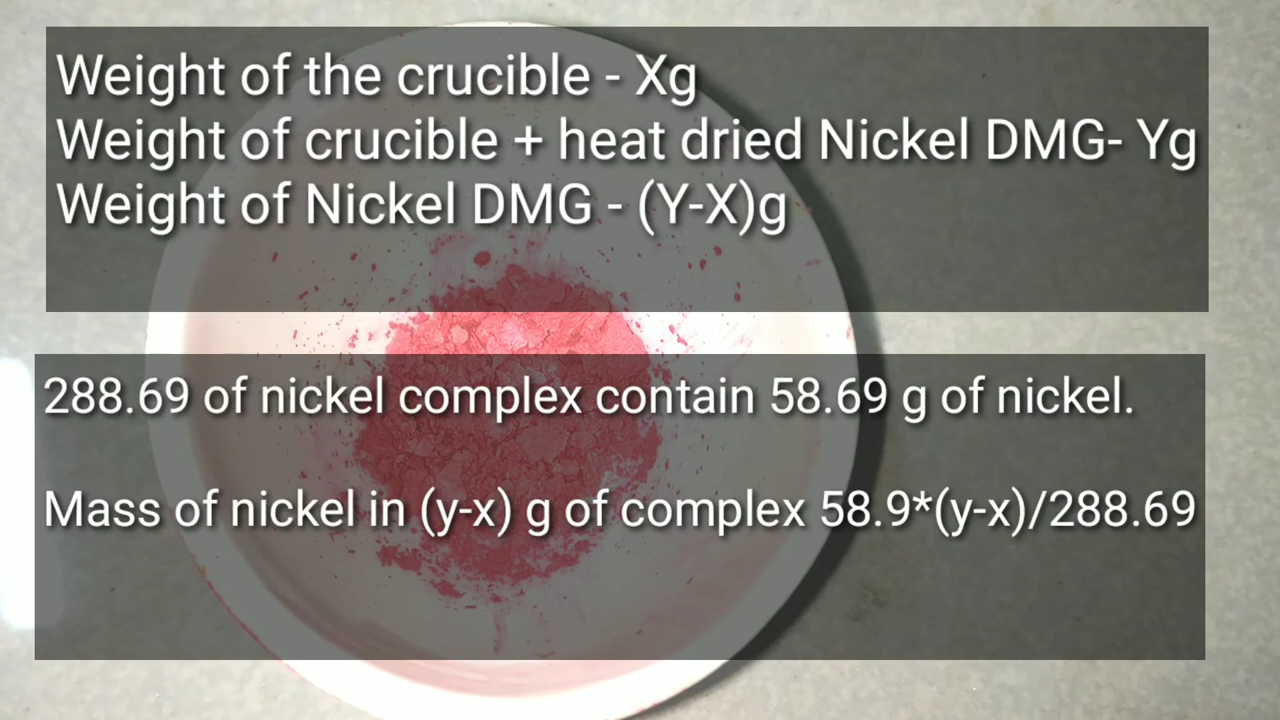 Weight of the crucible - Xg
Weight of crucible + heat dried Nickel DMG- Yg
Weight of Nickel DMG - (Y-X)g
288.69 of nickel complex contain 58.69 g of nickel.
Mass of nickel in (y-x) g of complex 58.9*(y-x)/288.69